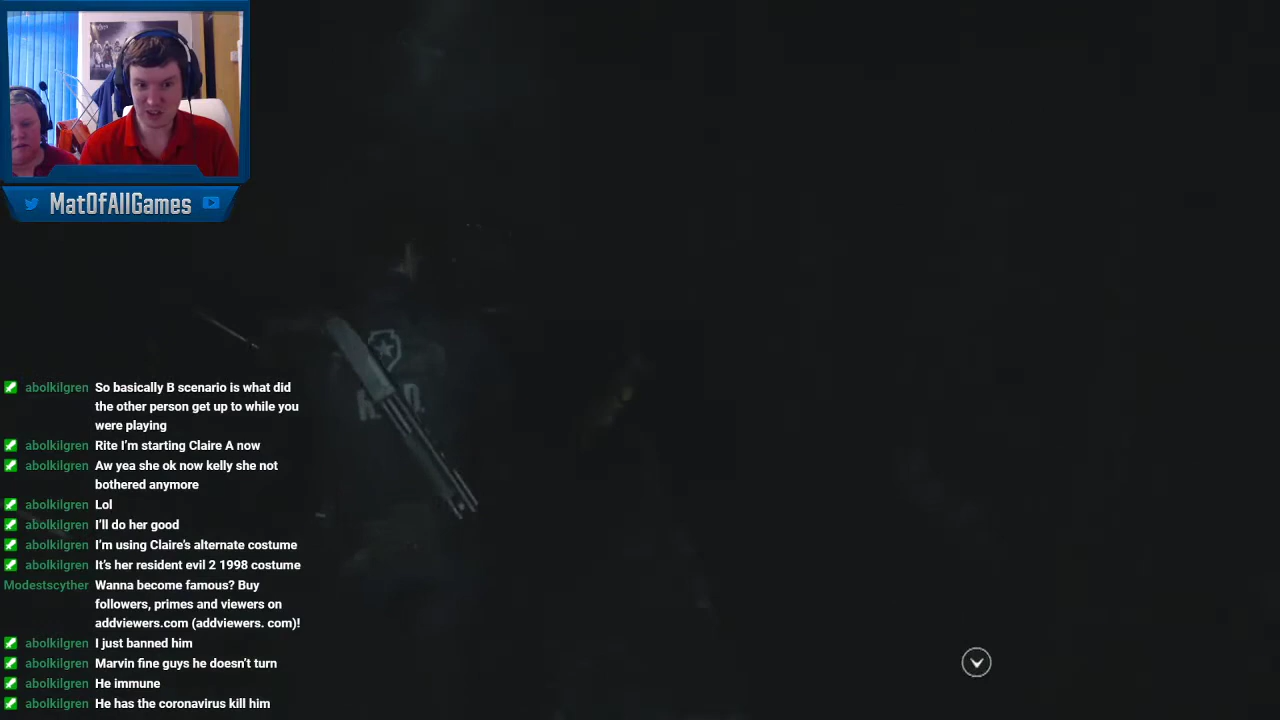 MatOfAllGames
abolkilgren So basically B scenario is what did
the other person get up to while you
were playing
abolkilgren Rite I'm starting Claire A now
abolkilgren Aw yea she ok now kelly she not
bothered anymore
abolkilgren Lol
abolkilgren I'll do her good
abolkilgren I'm using Claire's alternate costume
abolkilgren It's her resident evil 2 1998 costume
Modestscyther Wanna become famous? Buy
followers, primes and viewers on
addviewers.com (addviewers. com)!
abolkilgren I just banned him
abolkilgren Marvin fine guys he doesn't turn
abolkilgren He immune
abolkilgren He has the coronavirus kill him